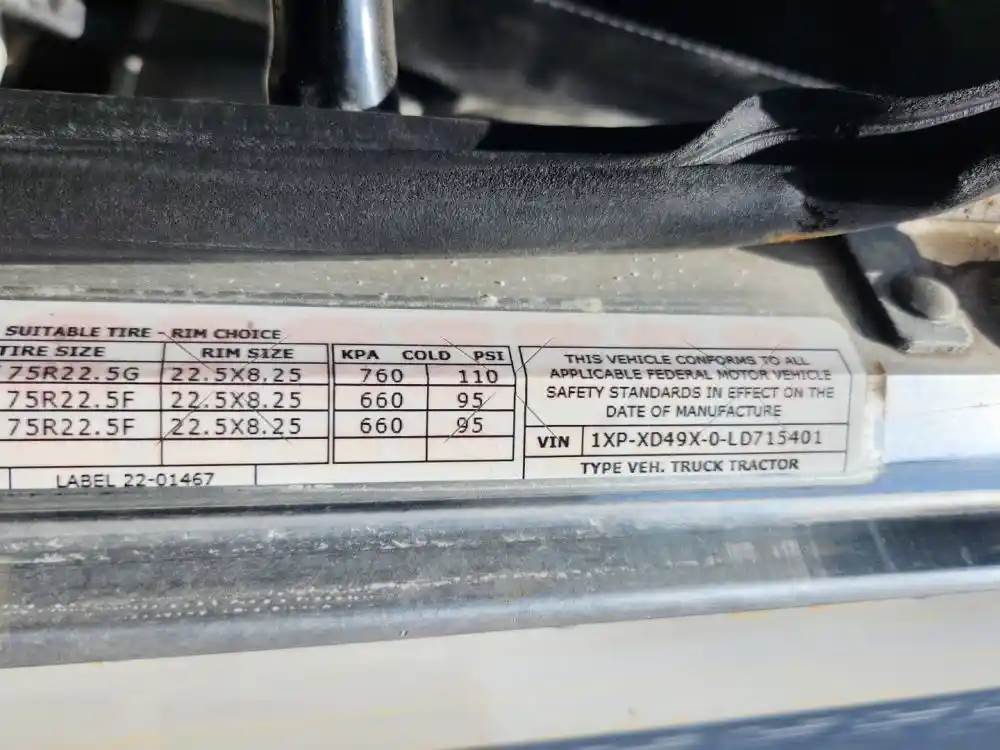 SUITABLE TIRE - RIM CHOICE
TIRE SIZE RIM SIZE KPA COLD PSI
75R22.5G 22.5X8.25 760 110
75R22.5F 22.5X8.25 660 95
75R22.5F 22.5X8.25 660 95
LABEL 22-01467
THIS VEHICLE CONFORMS TO ALL
APPLICABLE FEDERAL MOTOR VEHICLE
SAFETY STANDARDS IN EFFECT ON THE
DATE OF MANUFACTURE
VIN 1XP-XD49X-0-LD715401
TYPE VEH. TRUCK TRACTOR